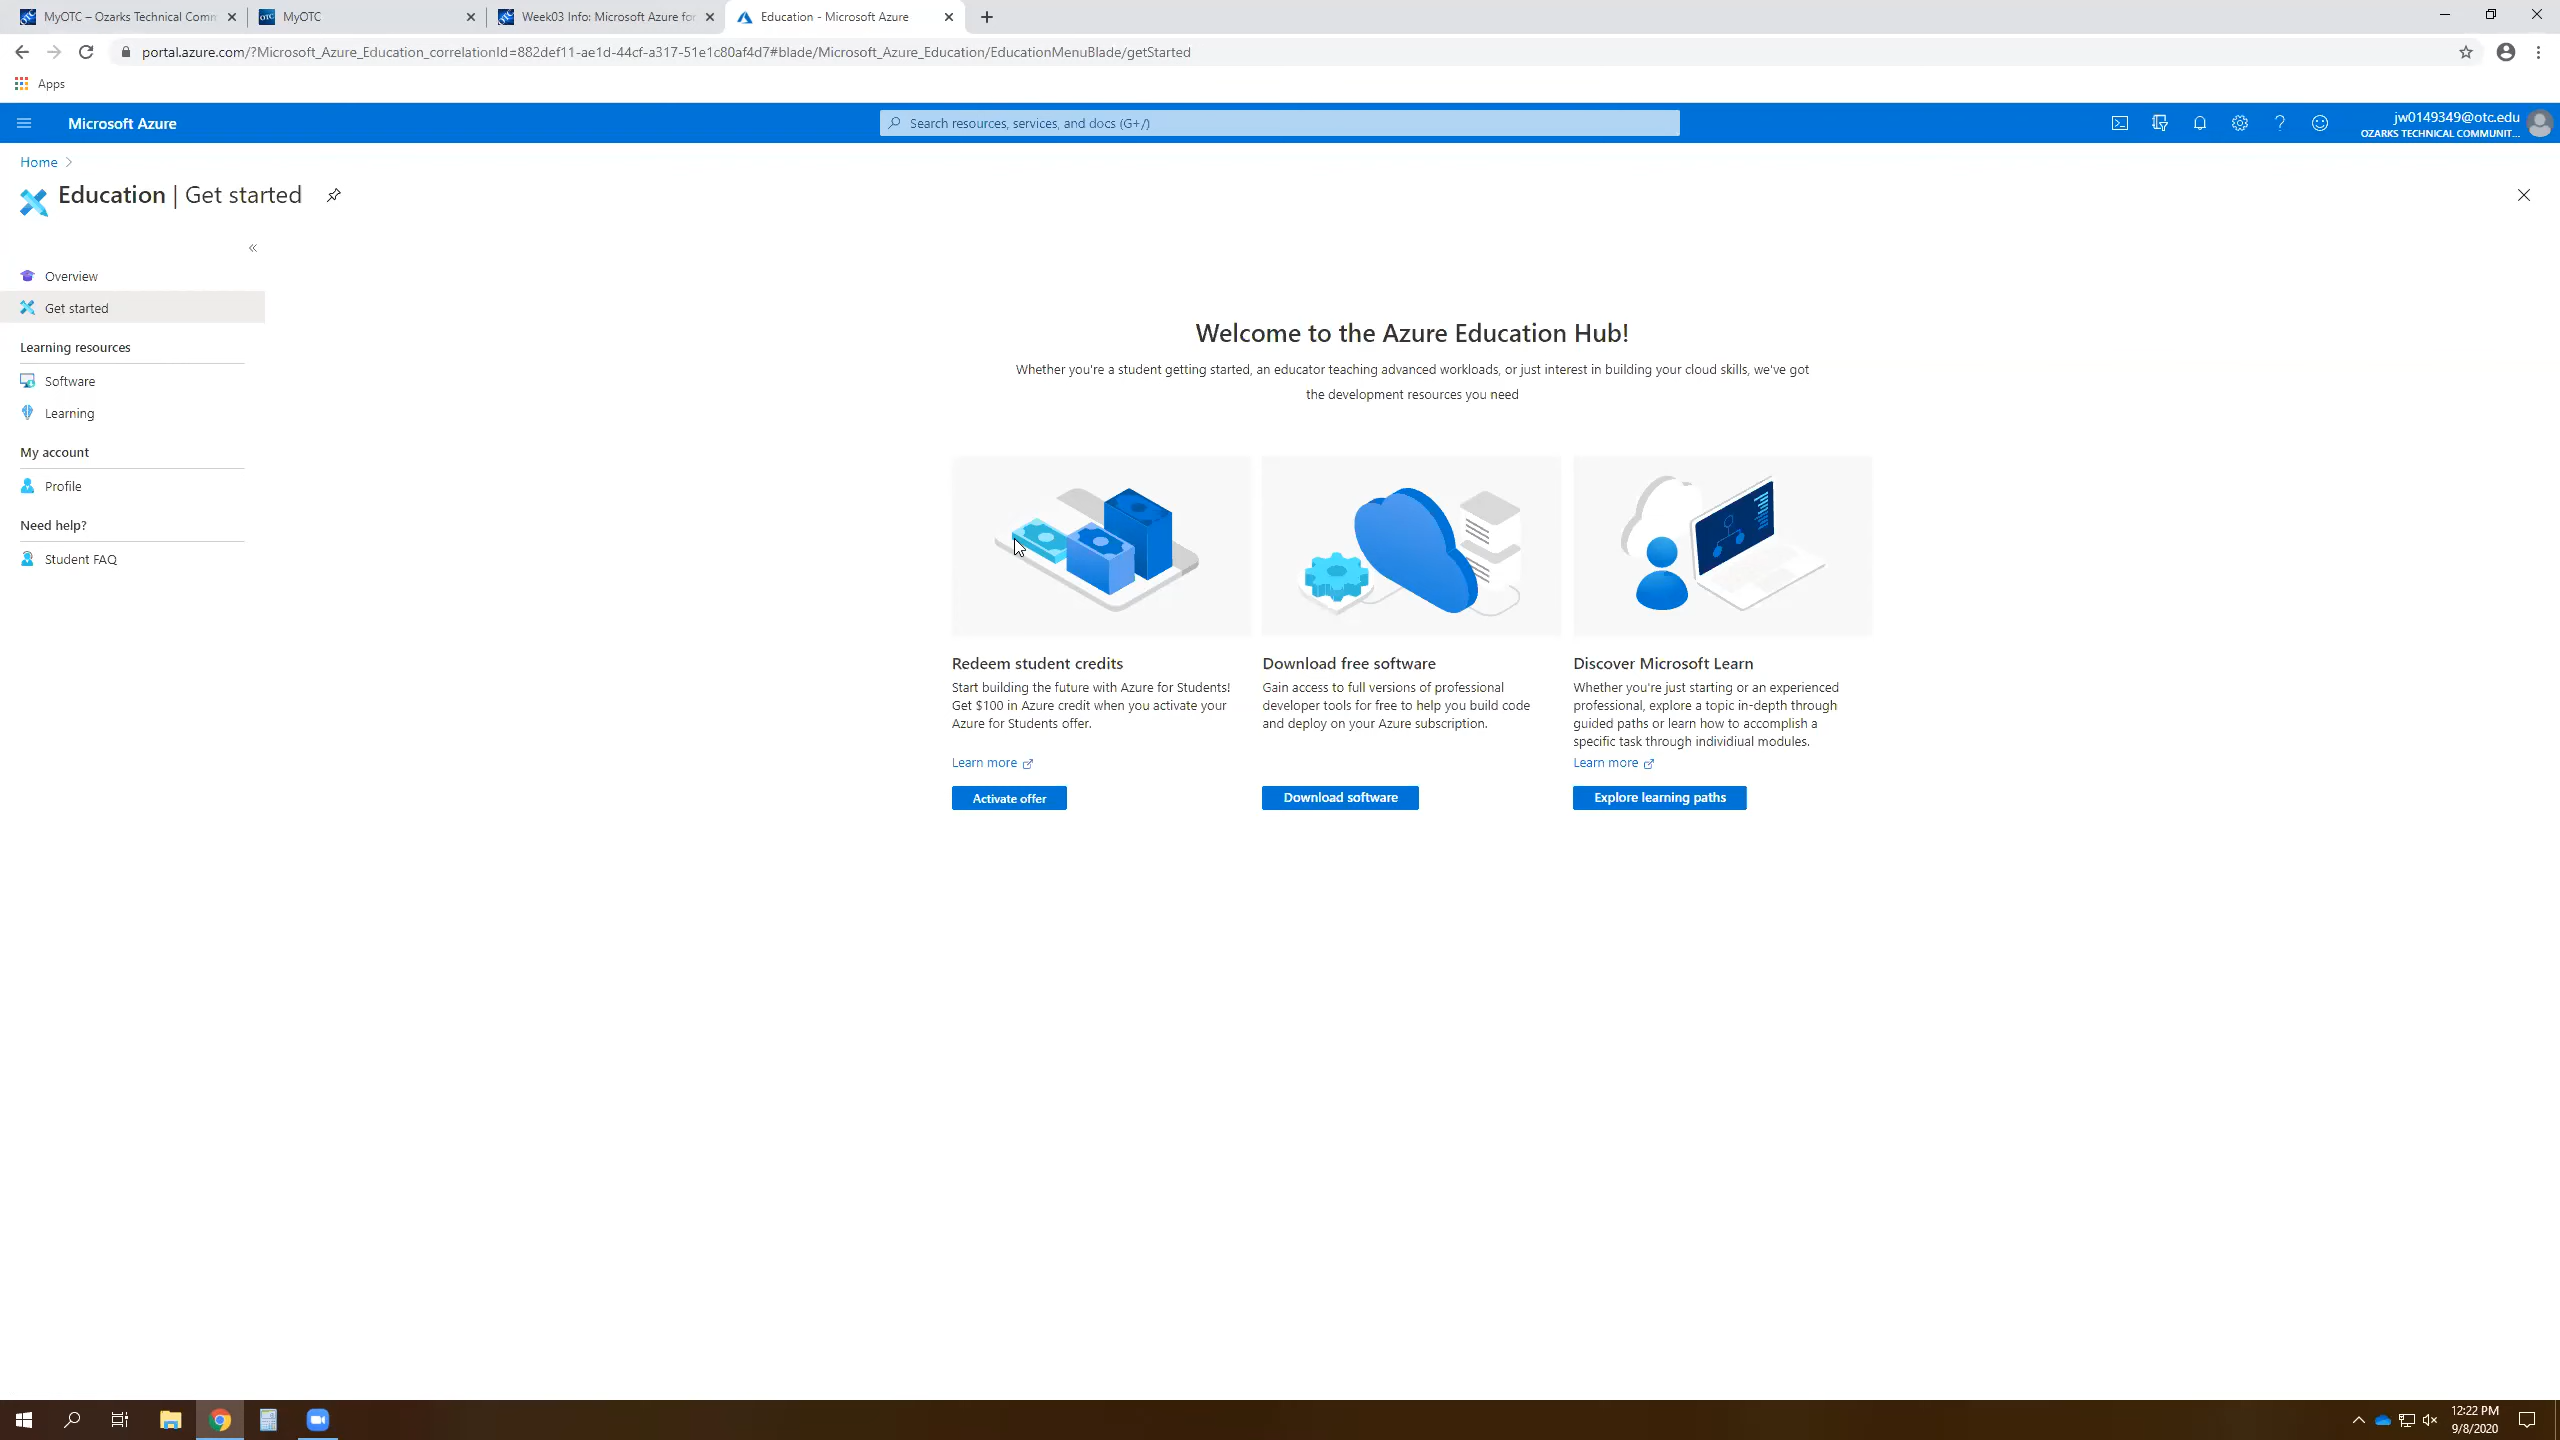 MyOTC – Ozarks Technical Comm
MyOTC
Week03 Info: Microsoft Azure for
Education - Microsoft Azure
portal.azure.com/?Microsoft_Azure_Education_correlationId=882def11-ae1d-44cf-a317-51e1c80af4d7#blade/Microsoft_Azure_Education/EducationMenuBlade/getStarted
Apps
Microsoft Azure
Search resources, services, and docs (G+/)
jw0149349@otc.edu
OZARKS TECHNICAL COMMUNIT...
Home
Education | Get started
Overview
Get started
Learning resources
Software
Learning
My account
Profile
Need help?
Student FAQ
Welcome to the Azure Education Hub!
Whether you're a student getting started, an educator teaching advanced workloads, or just interest in building your cloud skills, we've got
the development resources you need
Redeem student credits
Start building the future with Azure for Students!
Get $100 in Azure credit when you activate your
Azure for Students offer.
Learn more
Activate offer
Download free software
Gain access to full versions of professional
developer tools for free to help you build code
and deploy on your Azure subscription.
Download software
Discover Microsoft Learn
Whether you're just starting or an experienced
professional, explore a topic in-depth through
guided paths or learn how to accomplish a
specific task through individiual modules.
Learn more
Explore learning paths
12:22 PM
9/8/2020